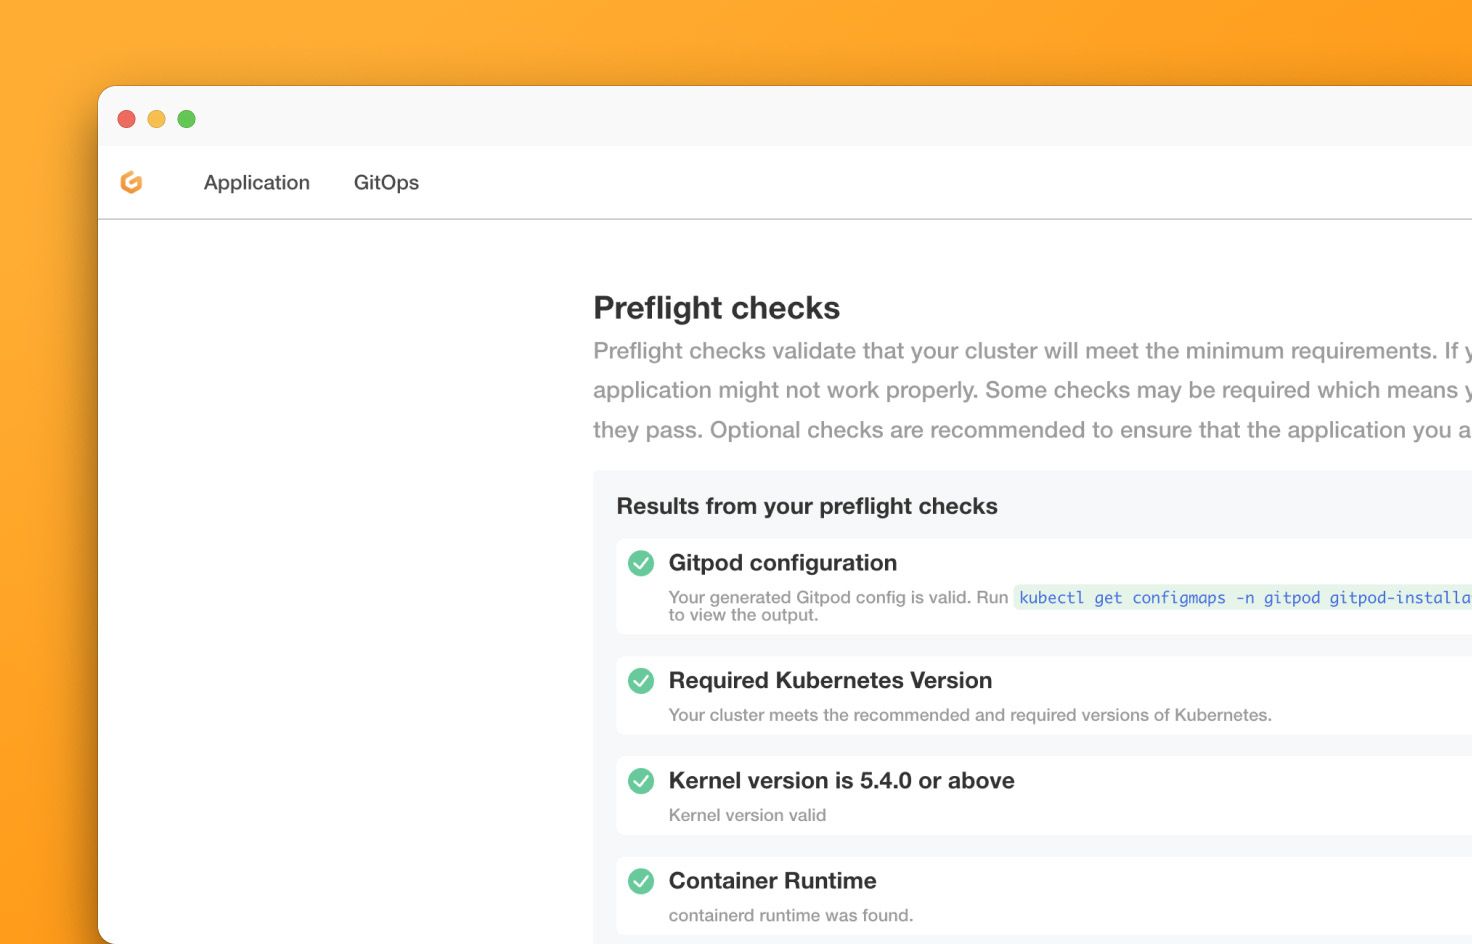 Application GitOps
Preflight checks
Preflight checks validate that your cluster will meet the minimum requirements. If
application might not work properly. Some checks may be required which means
they pass. Optional checks are recommended to ensure that the application you a
Results from your preflight checks
Gitpod configuration
Your generated Gitpod config is valid. Run kubectl get configmaps -n gitpod gitpod-installa
to view the output.
Required Kubernetes Version
Your cluster meets the recommended and required versions of Kubernetes.
Kernel version is 5.4.0 or above
Kernel version valid
Container Runtime
containerd runtime was found.